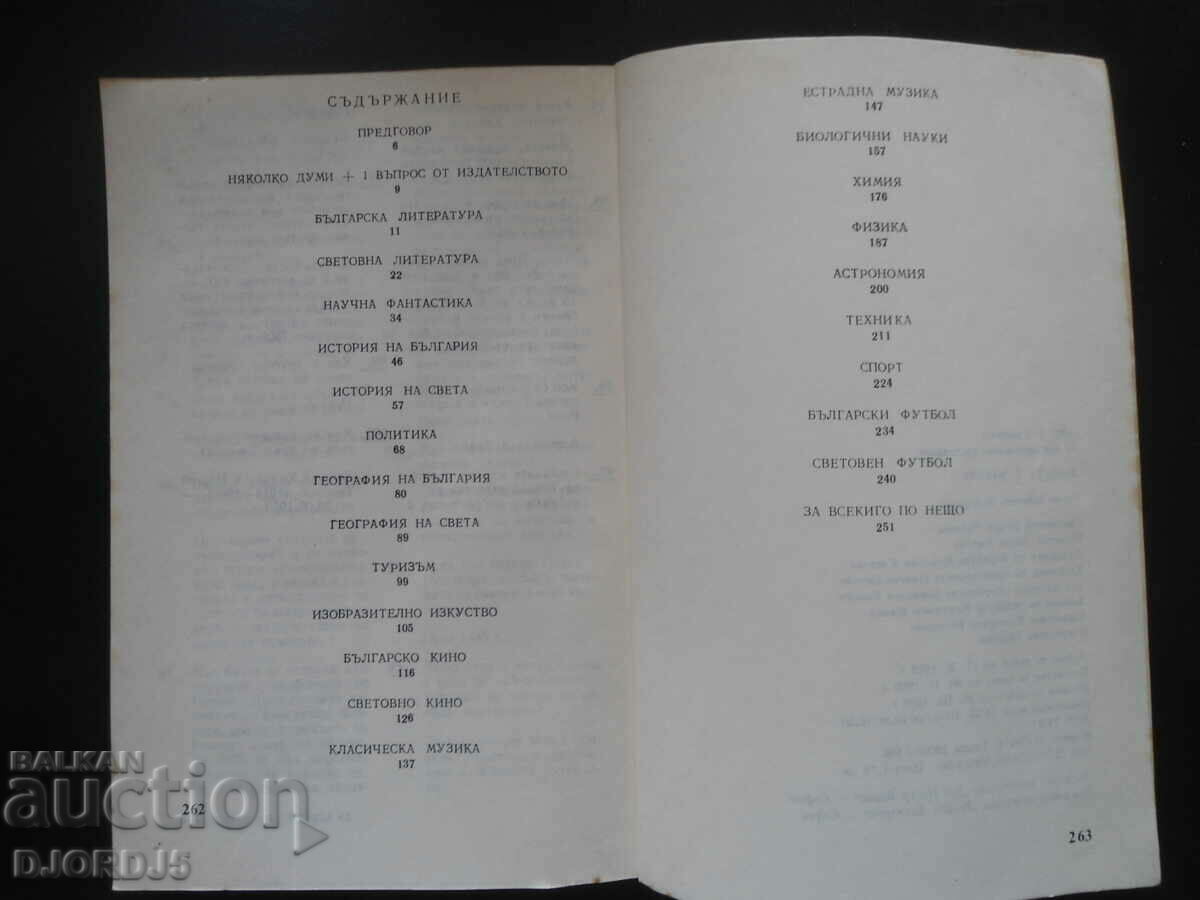 СЪДЪРЖАНИЕ
ПРЕДГОВОР
6
НЯКОЛКО ДУМИ + 1 ВЪПРОС ОТ ИЗДАТЕЛСТВОТО
9
БЪЛГАРСКА ЛИТЕРАТУРА
11
СВЕТОВНА ЛИТЕРАТУРА
22
НАУЧНА ФАНТАСТИКА
34
ИСТОРИЯ НА БЪЛГАРИЯ
46
ИСТОРИЯ НА СВЕТА
57
ПОЛИТИКА
68
ГЕОГРАФИЯ НА БЪЛГАРИЯ
80
ГЕОГРАФИЯ НА СВЕТА
89
ТУРИЗЪМ
99
ИЗОБРАЗИТЕЛНО ИЗКУСТВО
105
БЪЛГАРСКО КИНО
116
СВЕТОВНО КИНО
126
КЛАСИЧЕСКА МУЗИКА
137
262
ЕСТРАДНА МУЗИКА
147
БИОЛОГИЧНИ НАУКИ
157
ХИМИЯ
176
ФИЗИКА
187
АСТРОНОМИЯ
200
ТЕХНИКА
211
СПОРТ
224
БЪЛГАРСКИ ФУТБОЛ
234
СВЕТОВЕН ФУТБОЛ
240
ЗА ВСЕКИГО ПО НЕЩО
251
263
BALKAN
auction
DJORDJ5